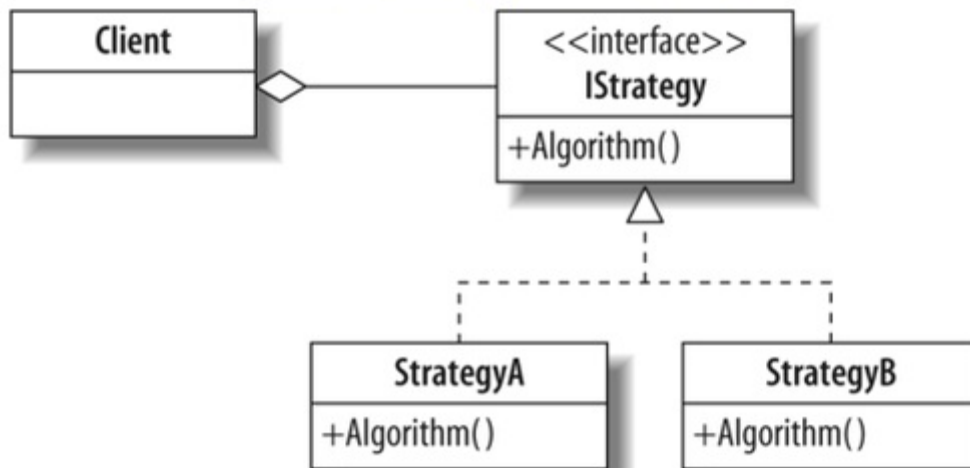 Client
<<interface>>
IStrategy
+Algorithm()
StrategyA
+Algorithm()
StrategyB
+Algorithm()